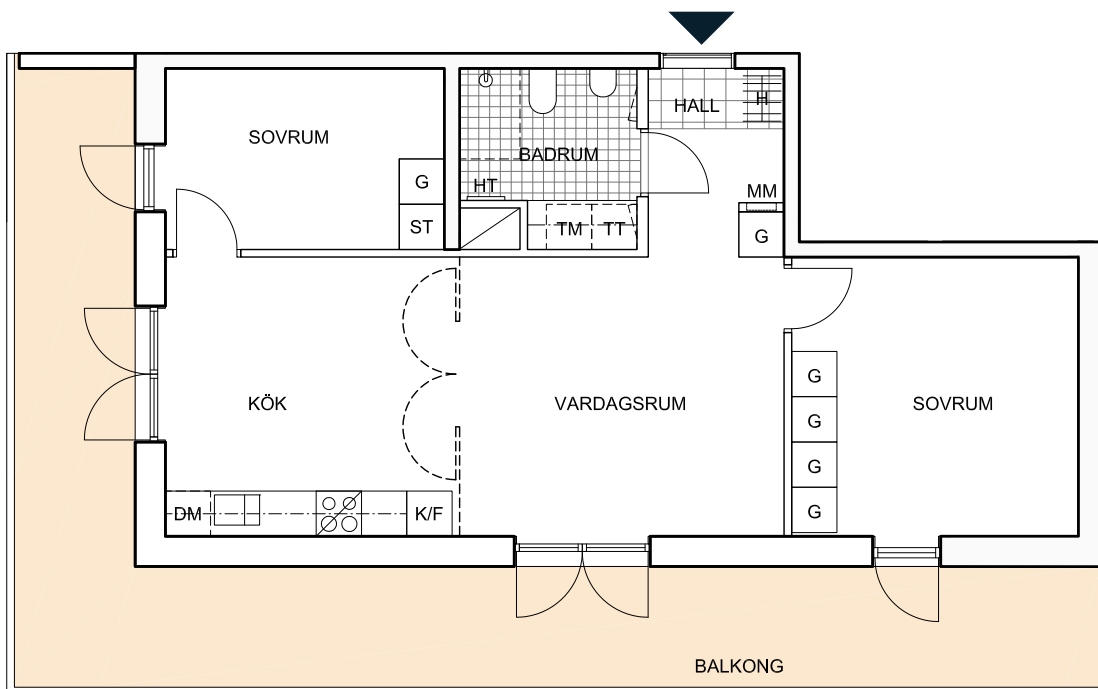 HALL
H
SOVRUM
BADRUM
G
HT
MM
ST
TM
TT
G
G
KÖK
VARDAGSRUM
SOVRUM
G
G
DM
K/F
G
BALKONG